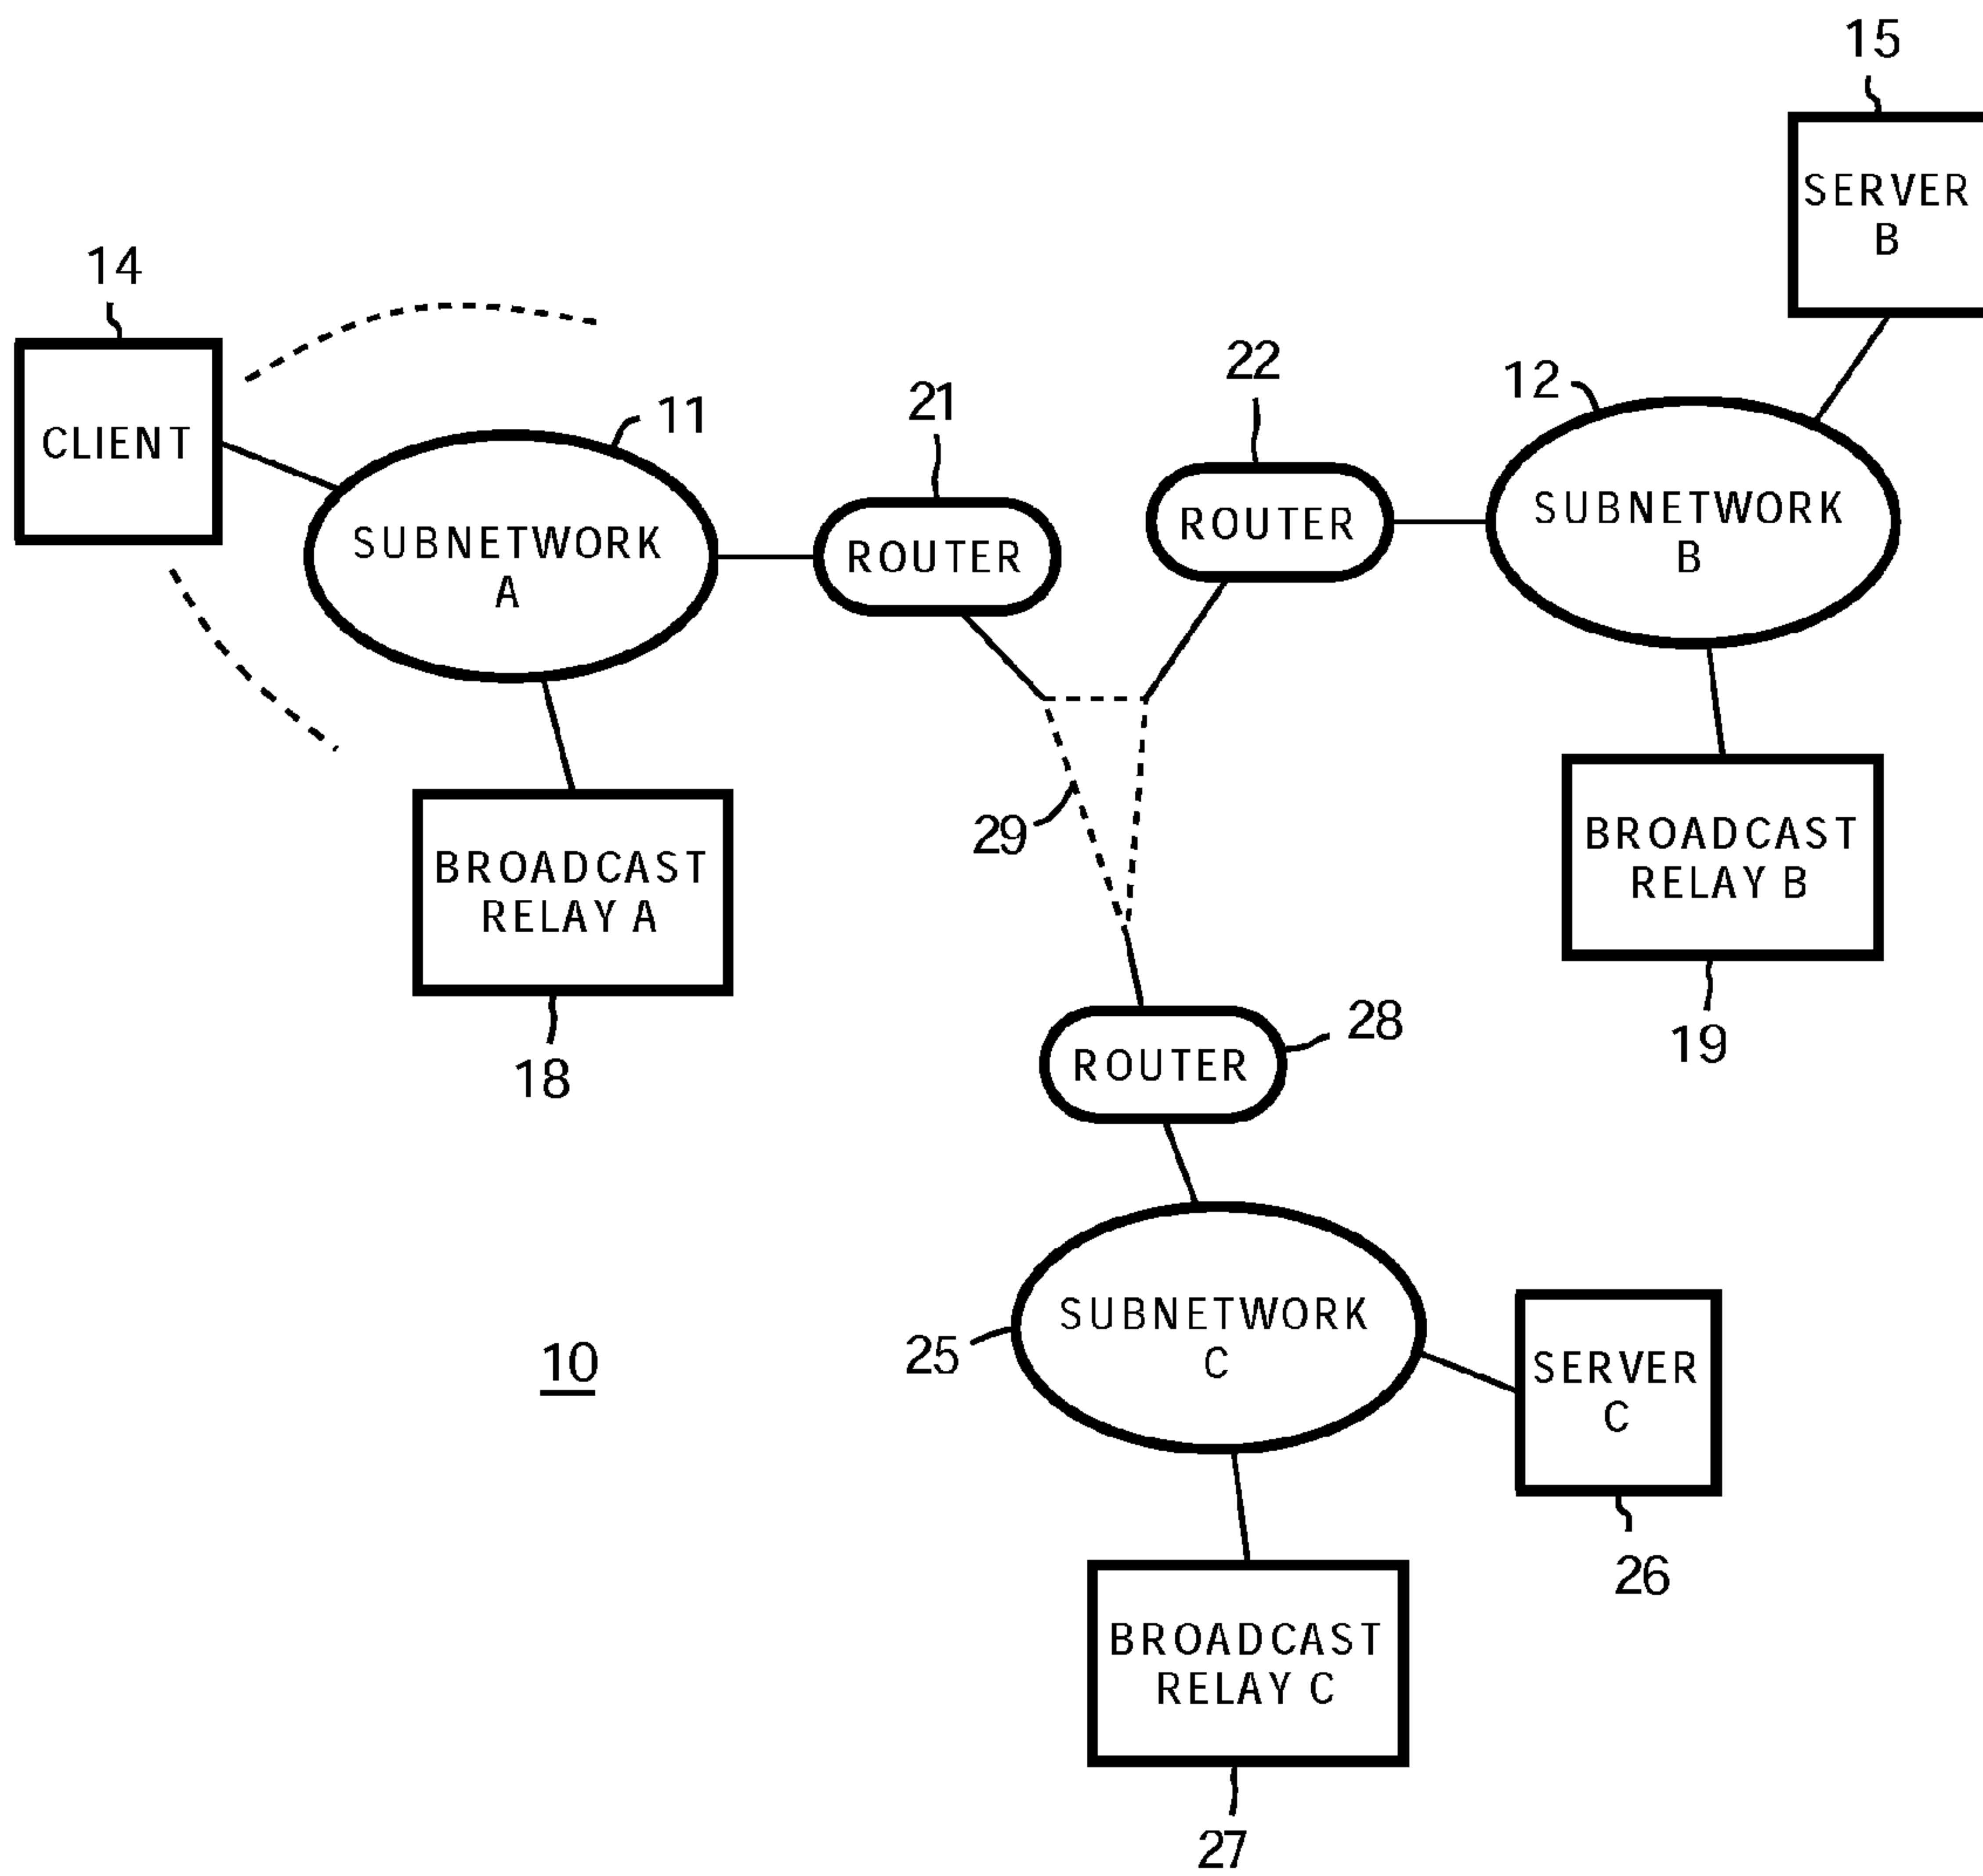 15
SERVER
B
14
CLIENT
11
SUBNETWORK
A
21
ROUTER
22
ROUTER
12
SUBNETWORK
B
29
BROADCAST
RELAY A
18
BROADCAST
RELAY B
19
28
ROUTER
25
SUBNETWORK
C
10
SERVER
C
26
BROADCAST
RELAY C
27